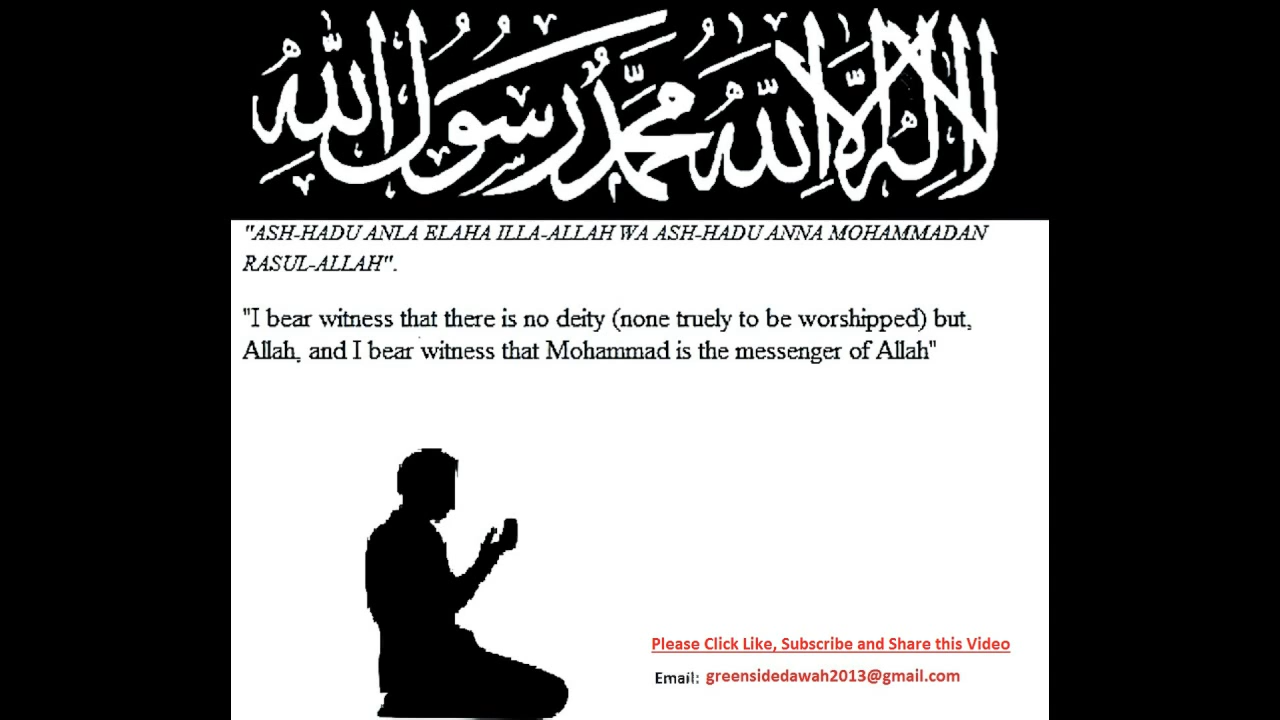 لا إله إلا الله محمد رسول الله
"ASH-HADU ANLA ELAHA ILLA-ALLAH WA ASH-HADU ANNA MOHAMMADAN
RASUL-ALLAH".
"I bear witness that there is no deity (none truely to be worshipped) but,
Allah, and I bear witness that Mohammad is the messenger of Allah"
Please Click Like, Subscribe and Share this Video
Email: greensidedawah2013@gmail.com